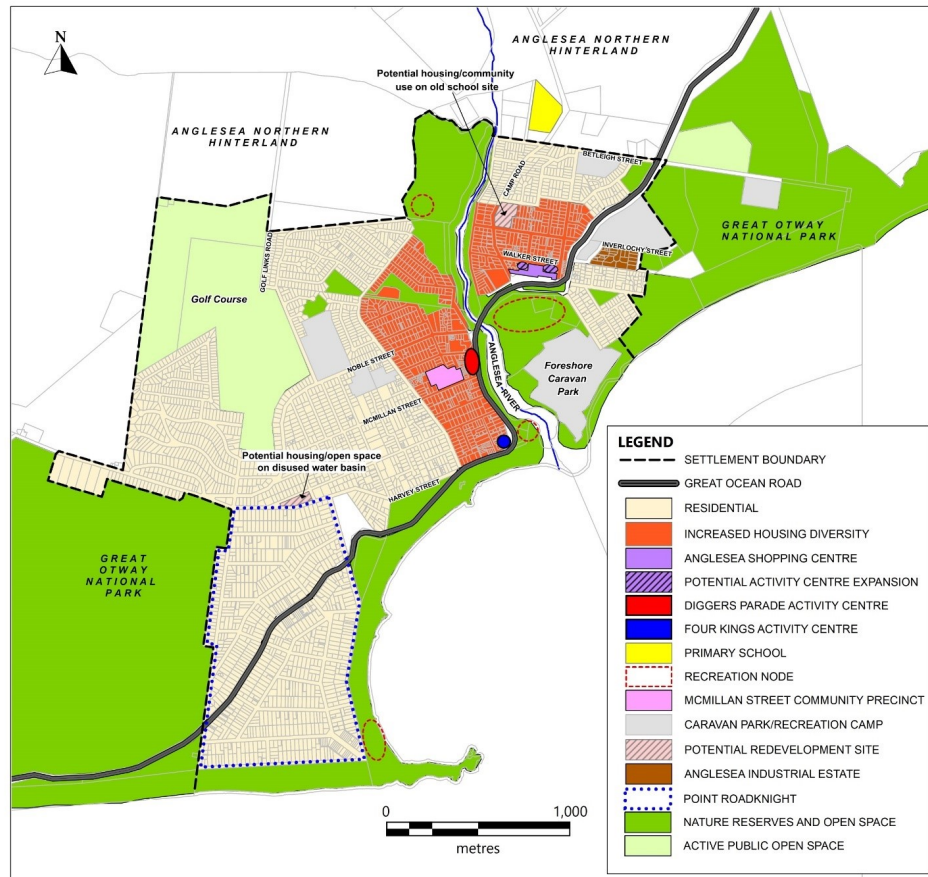 N
ANGLESEA NORTHERN
HINTERLAND
Potential housing/community
use on old school site
ANGLESEA NORTHERN
HINTERLAND
BETLEIGH STREET
CAMP ROAD
GREAT OTWAY
NATIONAL PARK
INVERLOCHY STREET
WALKER STREET
GOLF LINKS ROAD
Golf Course
NOBLE STREET
ANGLESEA RIVER
Foreshore
Caravan
Park
MCMILLAN STREET
Potential housing/open space
on disused water basin
HARVEY STREET
GREAT
OTWAY
NATIONAL
PARK
0
1,000
metres
LEGEND
SETTLEMENT BOUNDARY
GREAT OCEAN ROAD
RESIDENTIAL
INCREASED HOUSING DIVERSITY
ANGLESEA SHOPPING CENTRE
POTENTIAL ACTIVITY CENTRE EXPANSION
DIGGERS PARADE ACTIVITY CENTRE
FOUR KINGS ACTIVITY CENTRE
PRIMARY SCHOOL
RECREATION NODE
MCMILLAN STREET COMMUNITY PRECINCT
CARAVAN PARK/RECREATION CAMP
POTENTIAL REDEVELOPMENT SITE
ANGLESEA INDUSTRIAL ESTATE
POINT ROADKNIGHT
NATURE RESERVES AND OPEN SPACE
ACTIVE PUBLIC OPEN SPACE